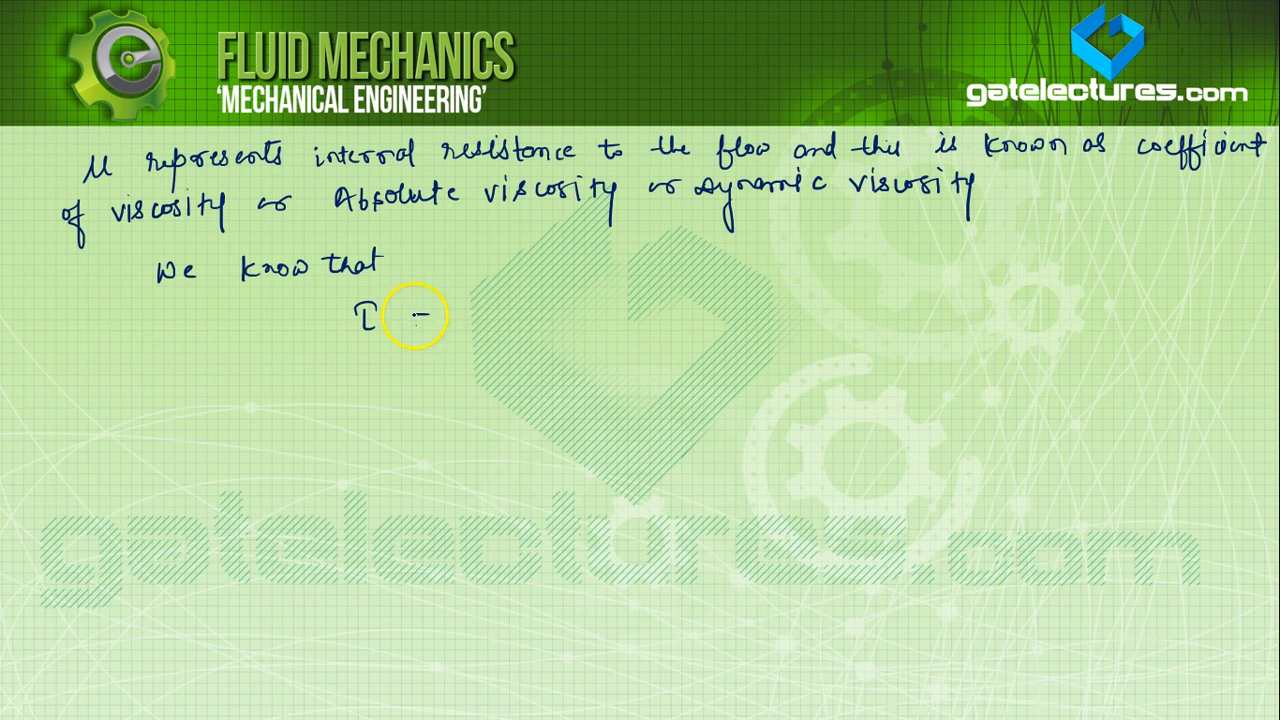 FLUID MECHANICS
'MECHANICAL ENGINEERING'
gatelectures.com
μ represents internal resistance to the flow and this is known as coefficient
of viscosity or Absolute viscosity or dynamic viscosity
We know that
τ =
gatelectures.com